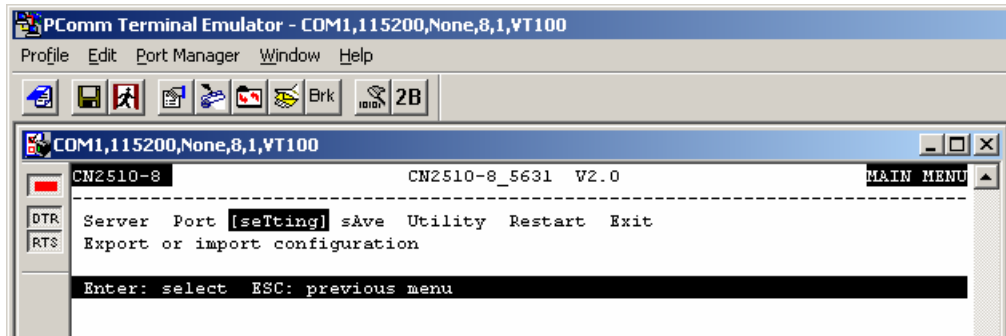 PComm Terminal Emulator - COM1,115200,None,8,1,VT100
Profile Edit Port Manager Window Help
Brk 2B
COM1,115200,None,8,1,VT100
CN2510-8 CN2510-8_5631 V2.0 MAIN MENU
--------------------------------------------------------------------------------
DTR Server Port [seTting] sAve Utility Restart Exit
RTS Export or import configuration
Enter: select ESC: previous menu